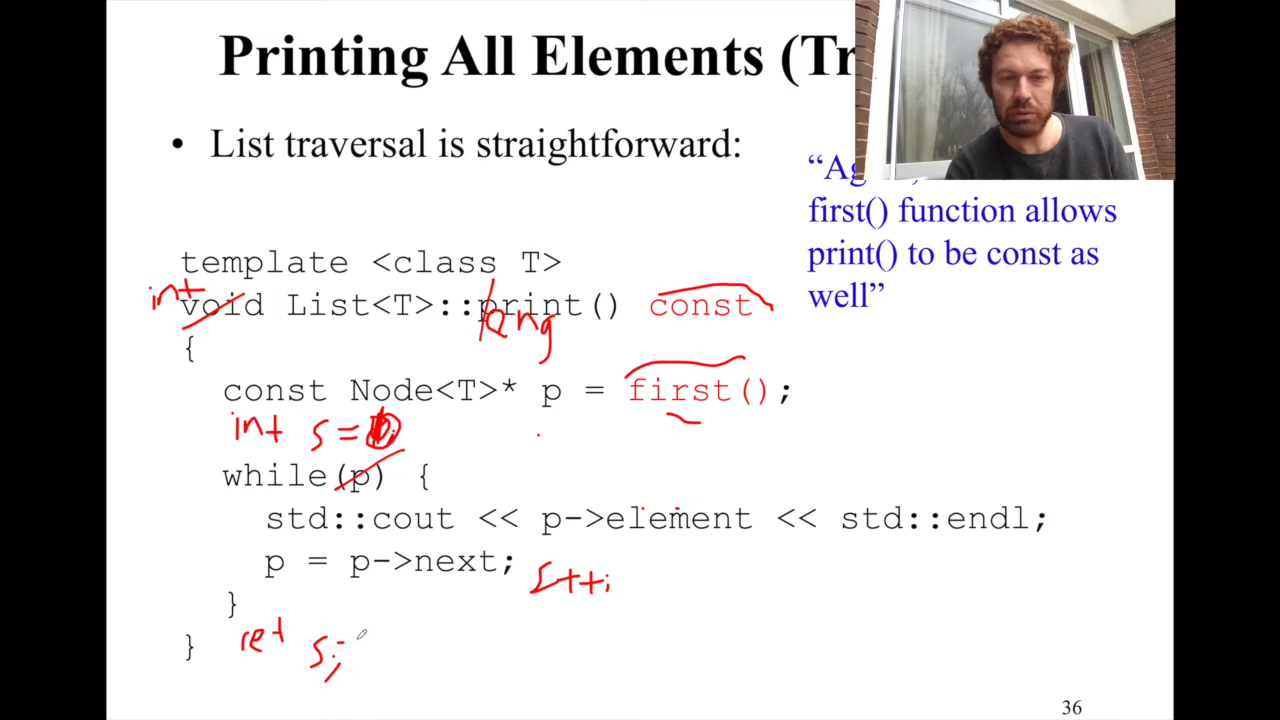 Printing All Elements (Tr
• List traversal is straightforward:
first() function allows
print() to be const as
well”
template <class T>
int
void List<T>::print() const
leng
{
const Node<T>* p = first();
int s =
while(p) {
std::cout << p->element << std::endl;
p = p->next;
s++;
}
ret s;
}
36